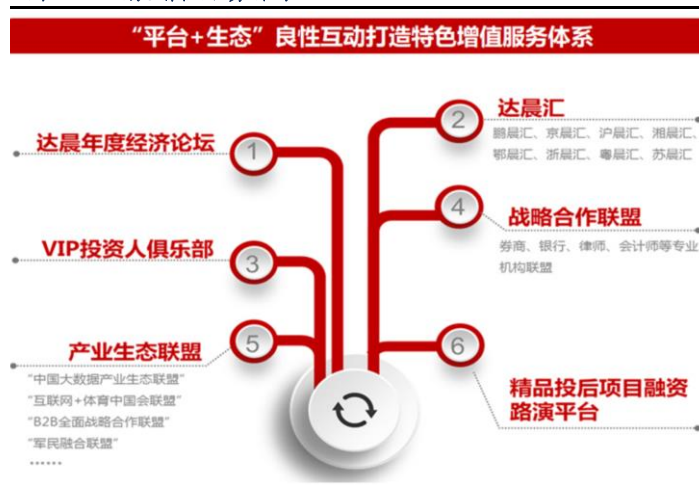 “平台+生态”良性互动打造特色增值服务体系
达晨年度经济论坛
1
2
达晨汇
鹏晨汇、京晨汇、沪晨汇、湘晨汇、
鄂晨汇、浙晨汇、粤晨汇、苏晨汇
VIP投资人俱乐部
3
4
战略合作联盟
券商、银行、律师、会计师等专业
机构联盟
产业生态联盟
5
“中国大数据产业生态联盟”
“互联网+体育中国会联盟”
“B2B全面战略合作联盟”
“军民融合联盟”
……
6
精品投后项目融资
路演平台